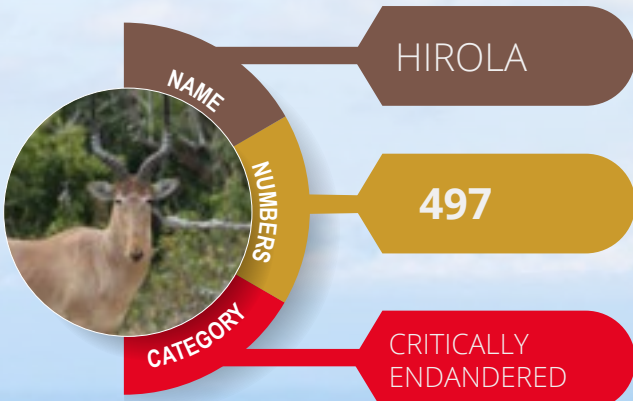 NAME
HIROLA
NUMBERS
497
CATEGORY
CRITICALLY
ENDANDERED